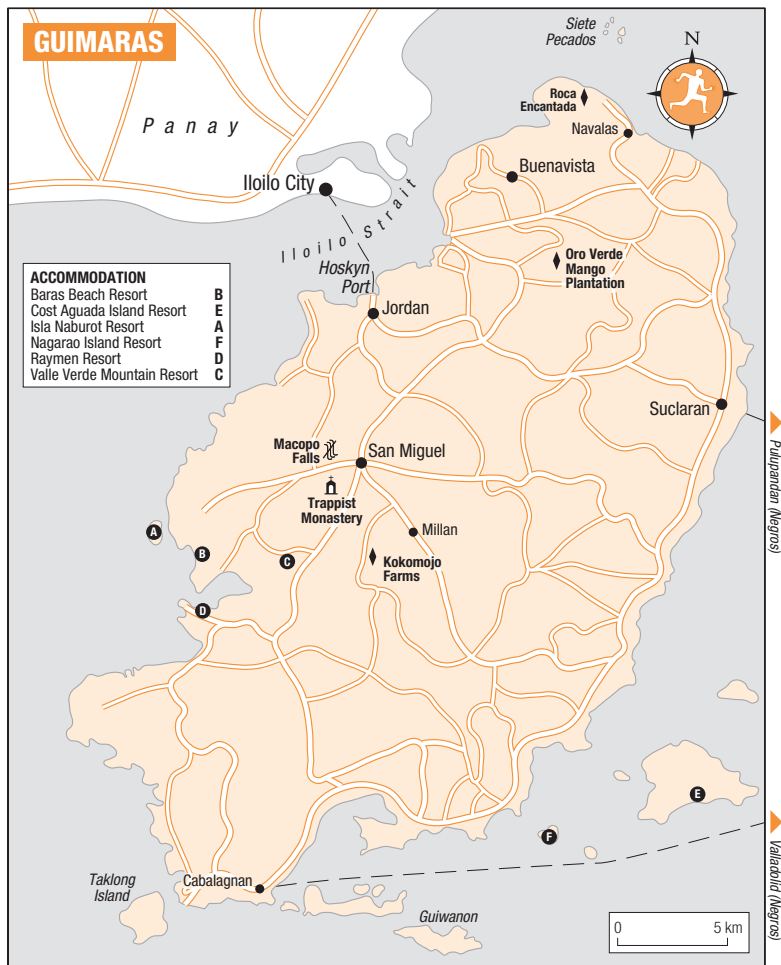 GUIMARAS
Siete
Pecados
N
Roca
Encantada
Navalas
Panay
Buenavista
Iloilo City
Iloilo Strait
Oro Verde
Mango
Plantation
Hoskyn
Port
ACCOMMODATION
Baras Beach Resort B
Cost Aguada Island Resort E
Isla Naburot Resort A
Nagarao Island Resort F
Raymen Resort D
Valle Verde Mountain Resort C
Jordan
Suclaran
Pulupandan (Negros)
Macopo
Falls
San Miguel
Trappist
Monastery
Millan
A
B
C
Kokomojo
Farms
D
E
F
Valladolid (Negros)
Cabalagnan
Taklong
Island
Guiwanon
0 5 km